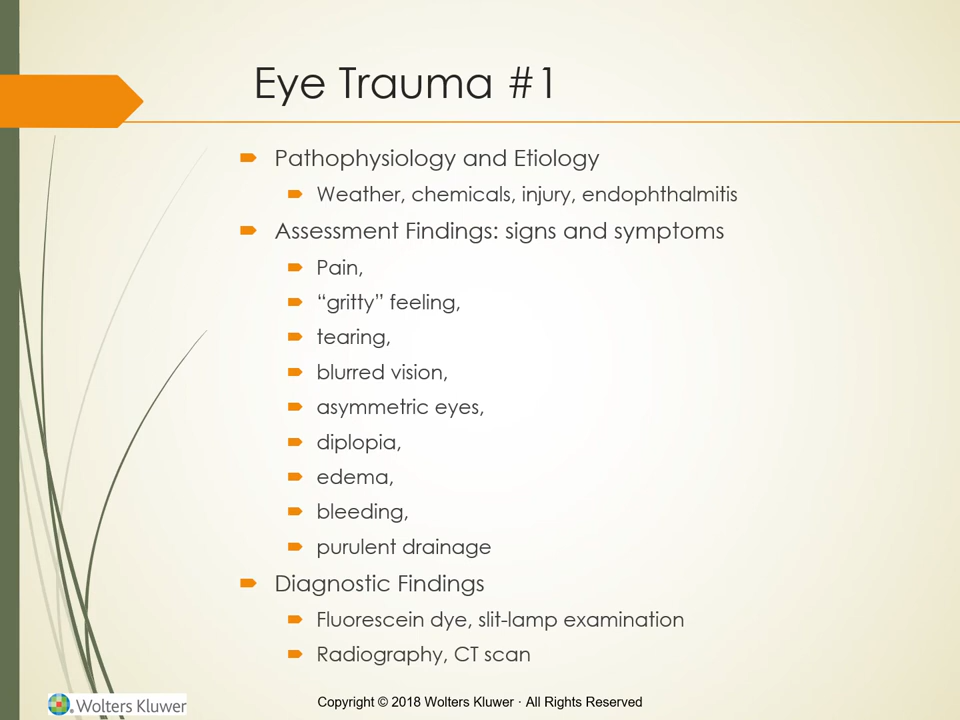 Eye Trauma #1
Pathophysiology and Etiology
Weather, chemicals, injury, endophthalmitis
Assessment Findings: signs and symptoms
Pain,
“gritty” feeling,
tearing,
blurred vision,
asymmetric eyes,
diplopia,
edema,
bleeding,
purulent drainage
Diagnostic Findings
Fluorescein dye, slit-lamp examination
Radiography, CT scan
Wolters Kluwer
Copyright © 2018 Wolters Kluwer · All Rights Reserved